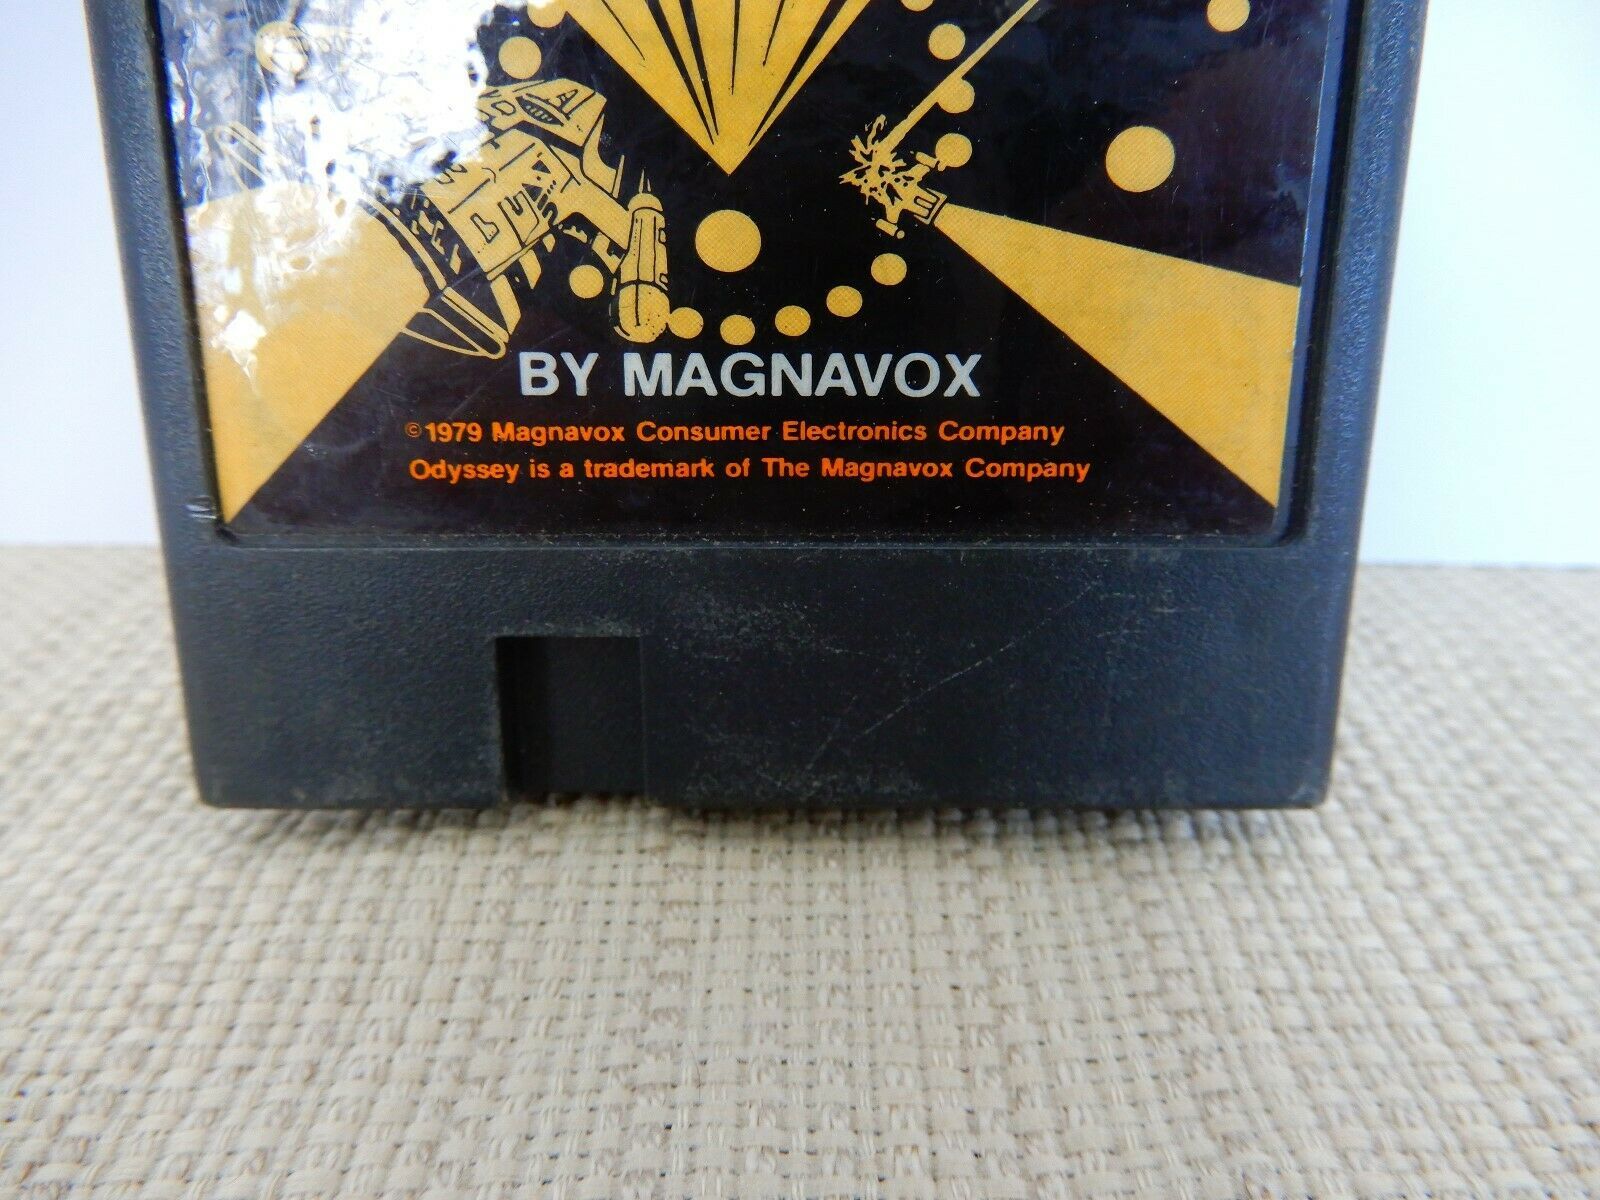 BY MAGNAVOX
©1979 Magnavox Consumer Electronics Company
Odyssey is a trademark of The Magnavox Company